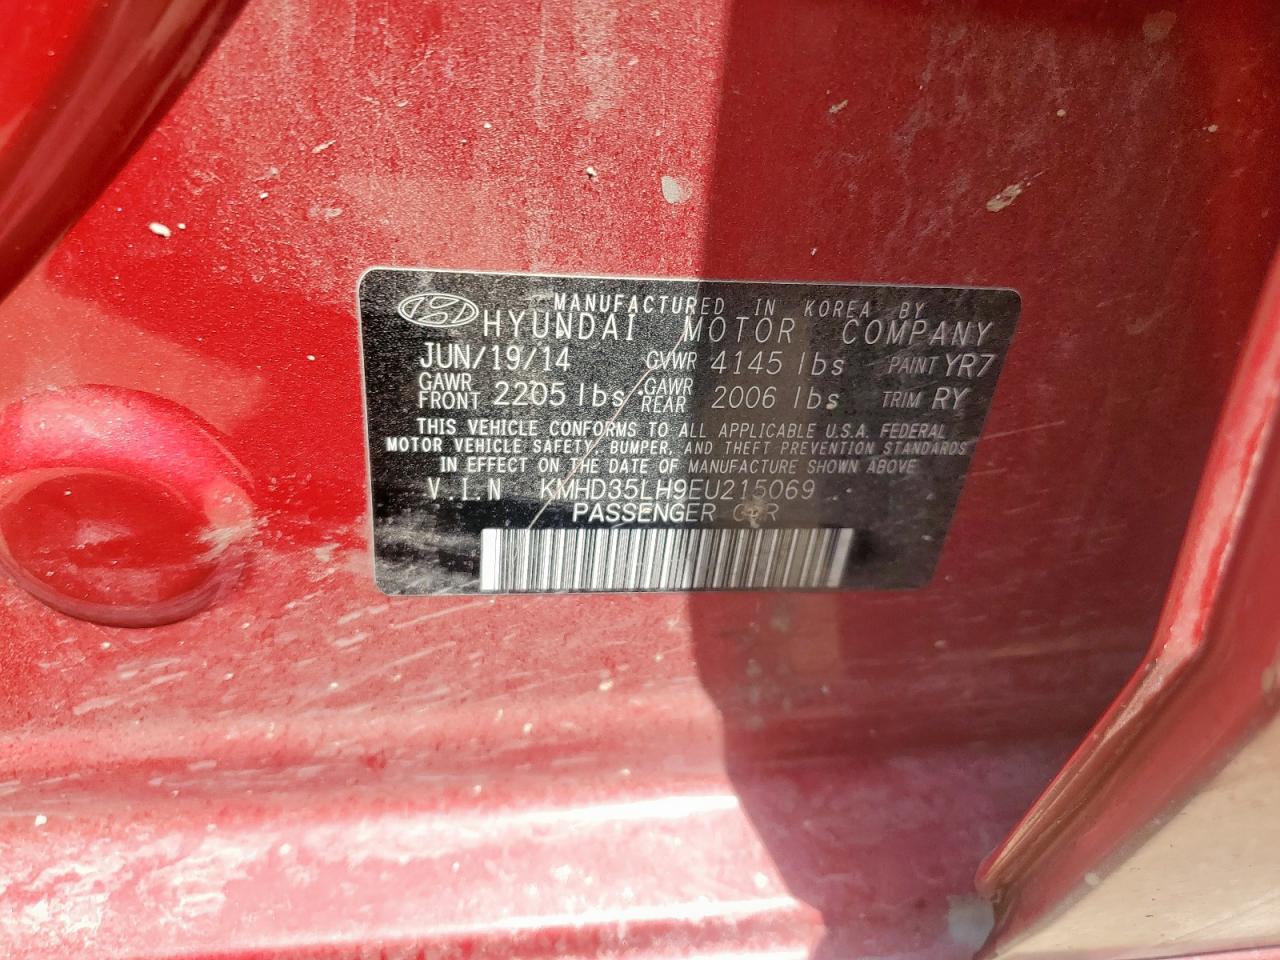 MANUFACTURED IN KOREA BY
HYUNDAI MOTOR COMPANY
JUN/19/14 GVWR 4145 lbs PAINT YR7
GAWR FRONT 2205 lbs GAWR REAR 2006 lbs TRIM RY
THIS VEHICLE CONFORMS TO ALL APPLICABLE U.S.A. FEDERAL
MOTOR VEHICLE SAFETY, BUMPER, AND THEFT PREVENTION STANDARDS
IN EFFECT ON THE DATE OF MANUFACTURE SHOWN ABOVE
V.I.N KMHD35LH9EU215069
PASSENGER CAR